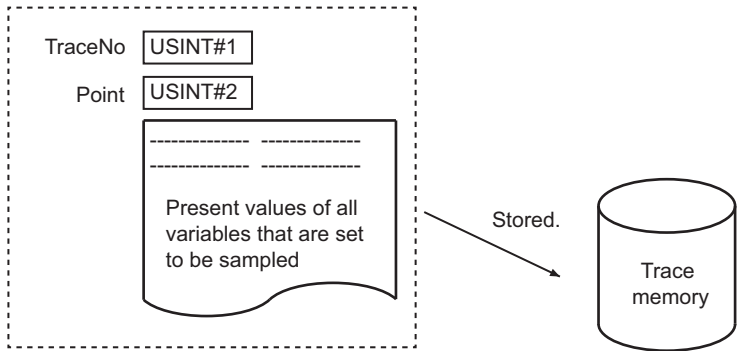 TraceNo USINT#1
Point USINT#2
-------------- --------------
-------------- --------------
Present values of all
variables that are set
to be sampled
Stored.
Trace
memory